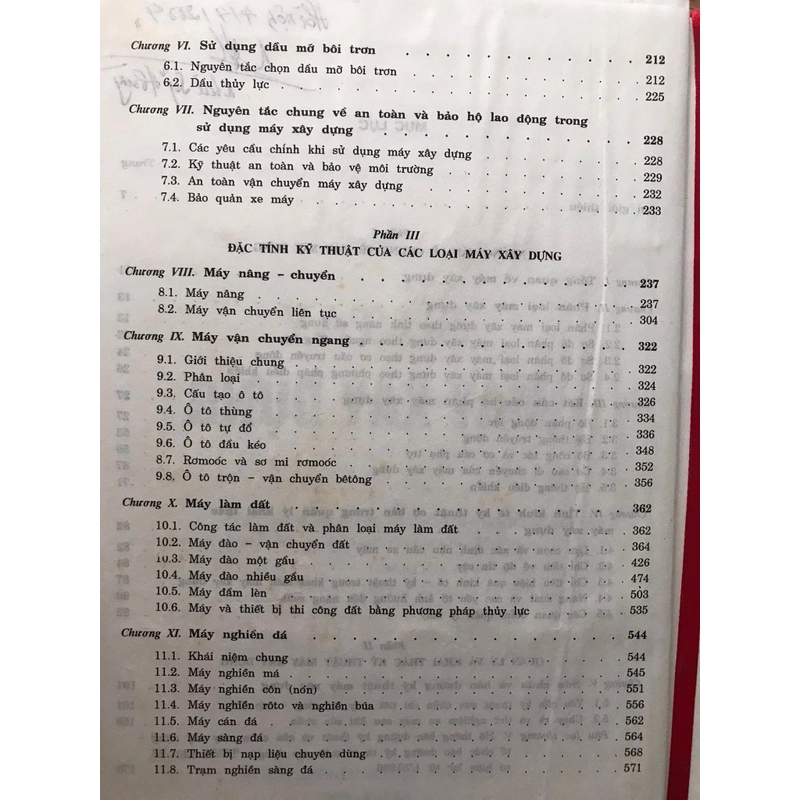 Hà nội 4/7/2024
Chương VI. Sử dụng dầu mỡ bôi trơn 212
6.1. Nguyên tắc chọn dầu mỡ bôi trơn 212
6.2. Dầu thủy lực 225
Chương VII. Nguyên tắc chung về an toàn và bảo hộ lao động trong
sử dụng máy xây dựng 228
7.1. Các yêu cầu chính khi sử dụng máy xây dựng 228
7.2. Kỹ thuật an toàn và bảo vệ môi trường 229
7.3. An toàn vận chuyển máy xây dựng 232
7.4. Bảo quản xe máy 233
Phần III
ĐẶC TÍNH KỸ THUẬT CỦA CÁC LOẠI MÁY XÂY DỰNG
Chương VIII. Máy nâng – chuyển 237
8.1. Máy nâng 237
8.2. Máy vận chuyển liên tục 304
Chương IX. Máy vận chuyển ngang 322
9.1. Giới thiệu chung 322
9.2. Phân loại 324
9.3. Cấu tạo ô tô 326
9.4. Ô tô thùng 334
9.5. Ô tô tự đổ 336
9.6. Ô tô đầu kéo 348
8.7. Rơmoóc và sơ mi rơmoóc 352
9.8. Ô tô trộn – vận chuyển bêtông 356
Chương X. Máy làm đất 362
10.1. Công tác làm đất và phân loại máy làm đất 362
10.2. Máy đào – vận chuyển đất 364
10.3. Máy đào một gầu 426
10.4. Máy đào nhiều gầu 474
10.5. Máy đầm lèn 503
10.6. Máy và thiết bị thi công đất bằng phương pháp thủy lực 535
Chương XI. Máy nghiền đá 544
11.1. Khái niệm chung 544
11.2. Máy nghiền má 545
11.3. Máy nghiền côn (nón) 551
11.4. Máy nghiền rôto và nghiền búa 556
11.5. Máy cán đá 562
11.6. Máy sàng đá 564
11.7. Thiết bị nạp liệu chuyên dùng 568
11.8. Trạm nghiền sàng đá 571